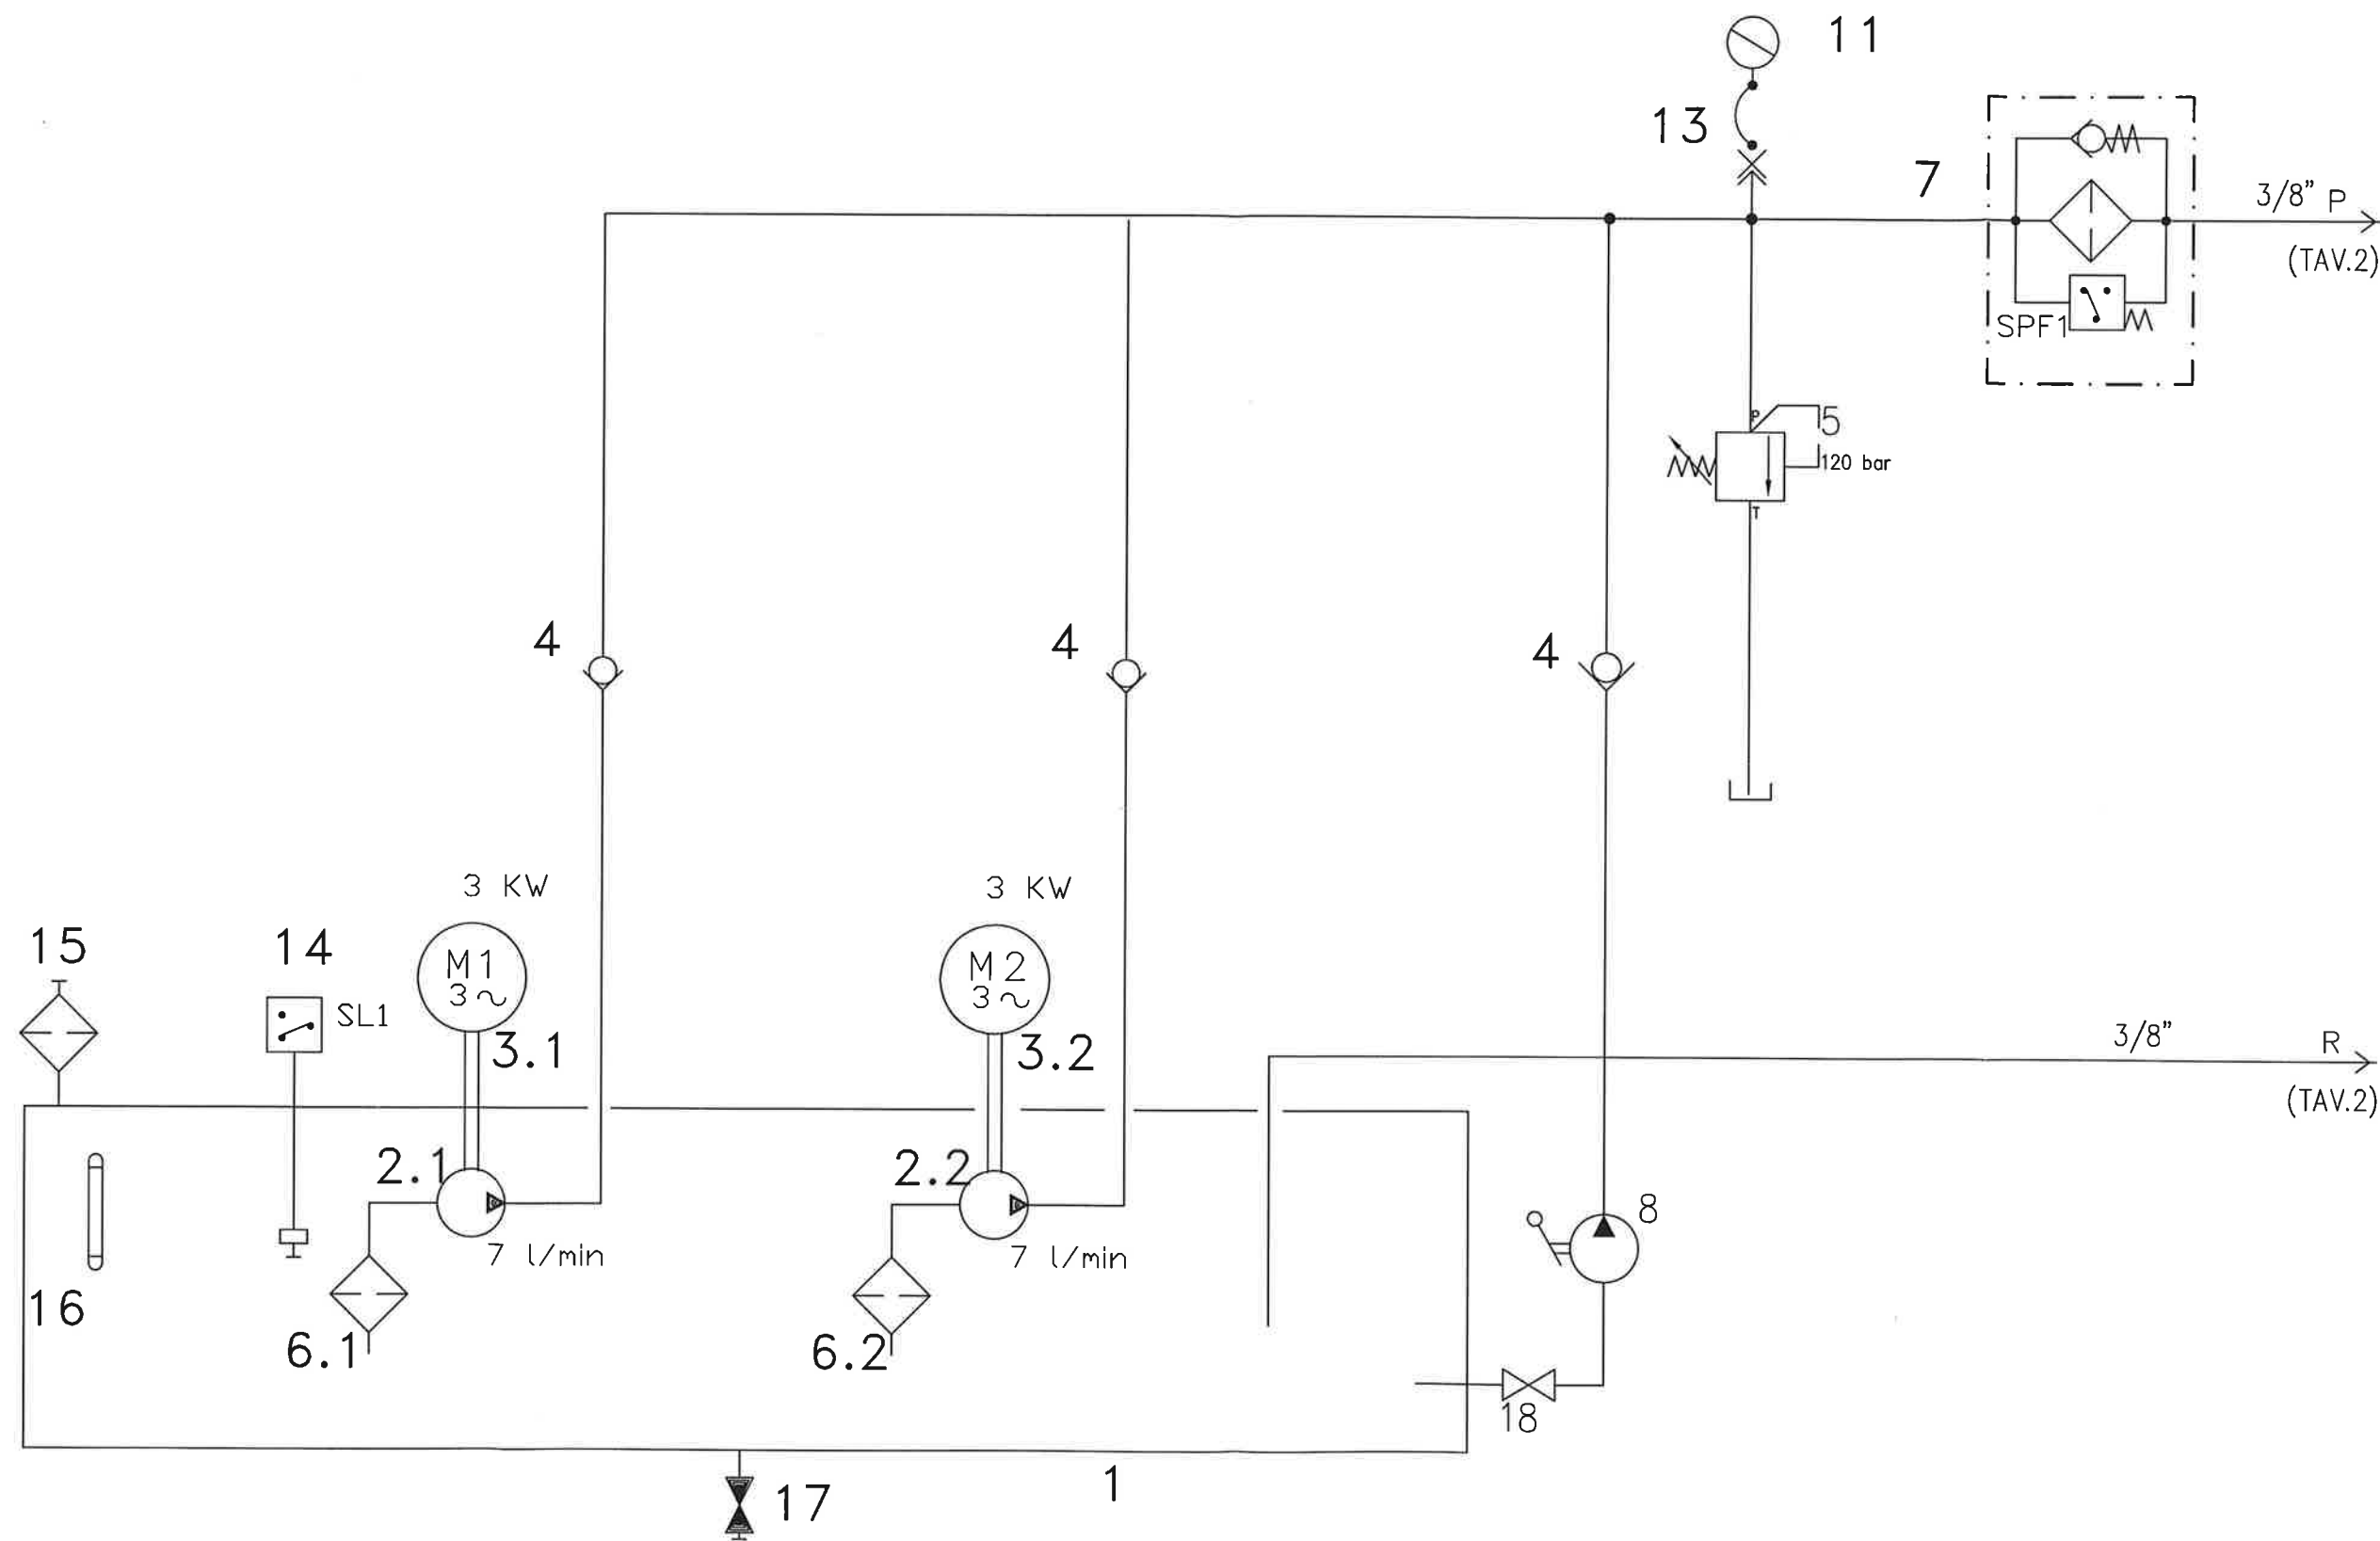 11
13
7
3/8" P
(TAV.2)
SPF1
P
5
120 bar
T
4
4
4
3 KW
3 KW
15
14
M1
3~
M2
3~
SL1
3.1
3.2
3/8" R
(TAV.2)
2.1
2.2
8
7 l/min
7 l/min
16
6.1
6.2
18
1
17